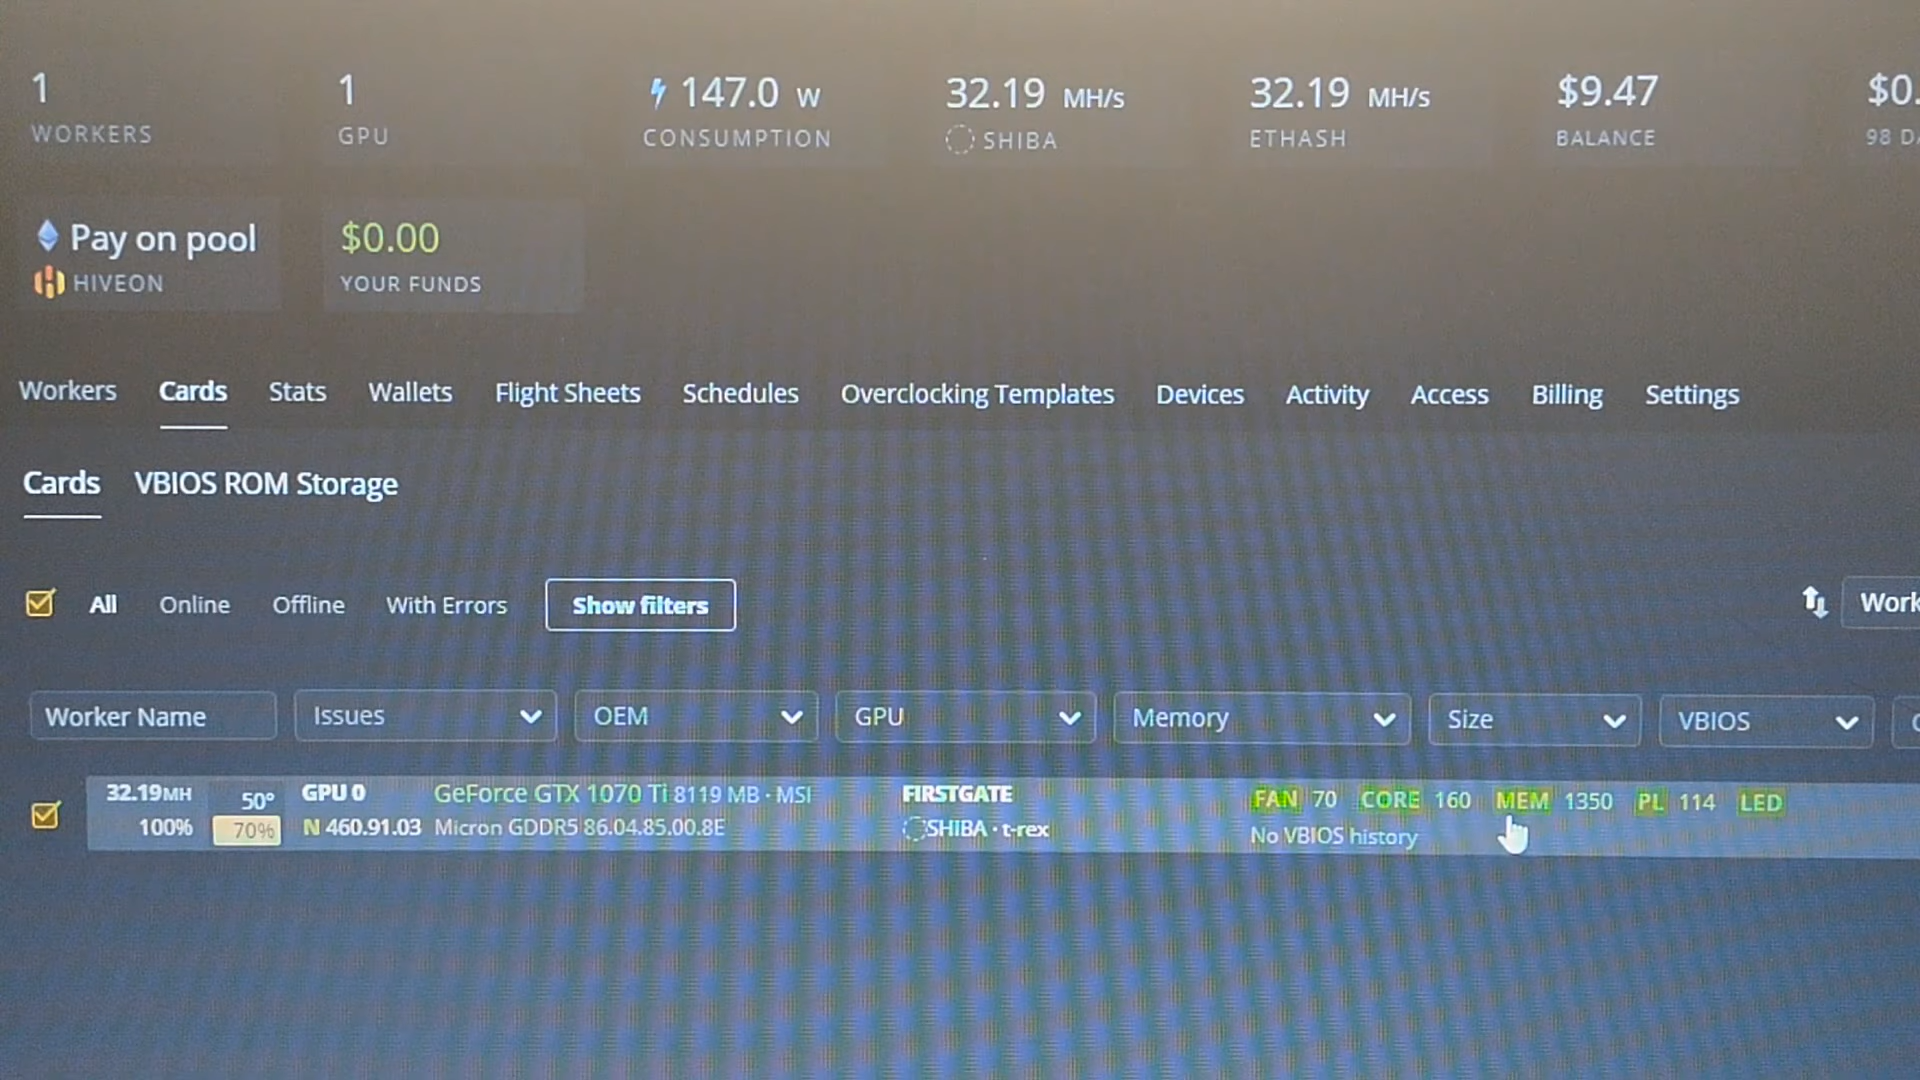 1
WORKERS
1
GPU
147.0 W
CONSUMPTION
32.19 MH/s
SHIBA
32.19 MH/s
ETHASH
$9.47
BALANCE
$0.
98 DA
Pay on pool
HIVEON
$0.00
YOUR FUNDS
Workers Cards Stats Wallets Flight Sheets Schedules Overclocking Templates Devices Activity Access Billing Settings
Cards VBIOS ROM Storage
All Online Offline With Errors Show filters Work
Worker Name Issues OEM GPU Memory Size VBIOS
32.19MH 50° GPU 0 GeForce GTX 1070 Ti 8119 MB · MSI FIRSTGATE FAN 70 CORE 160 MEM 1350 PL 114 LED
100% 70% N 460.91.03 Micron GDDR5 86.04.85.00.8E SHIBA · t-rex No VBIOS history